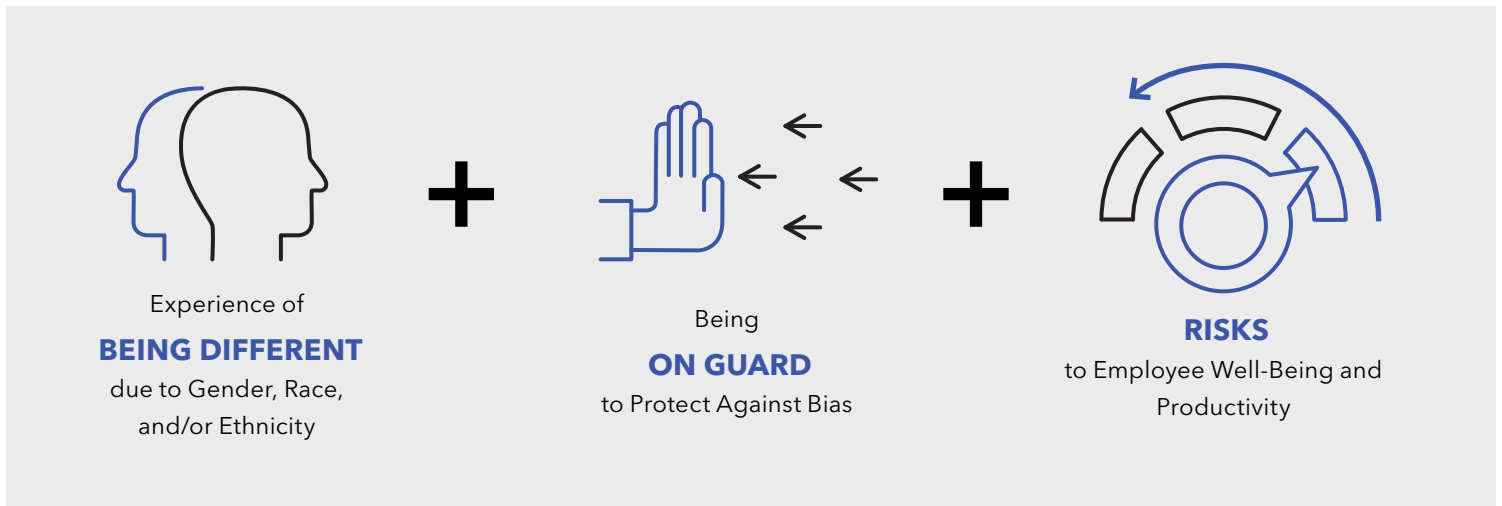 Experience of
BEING DIFFERENT
due to Gender, Race,
and/or Ethnicity
+
Being
ON GUARD
to Protect Against Bias
+
RISKS
to Employee Well-Being and
Productivity